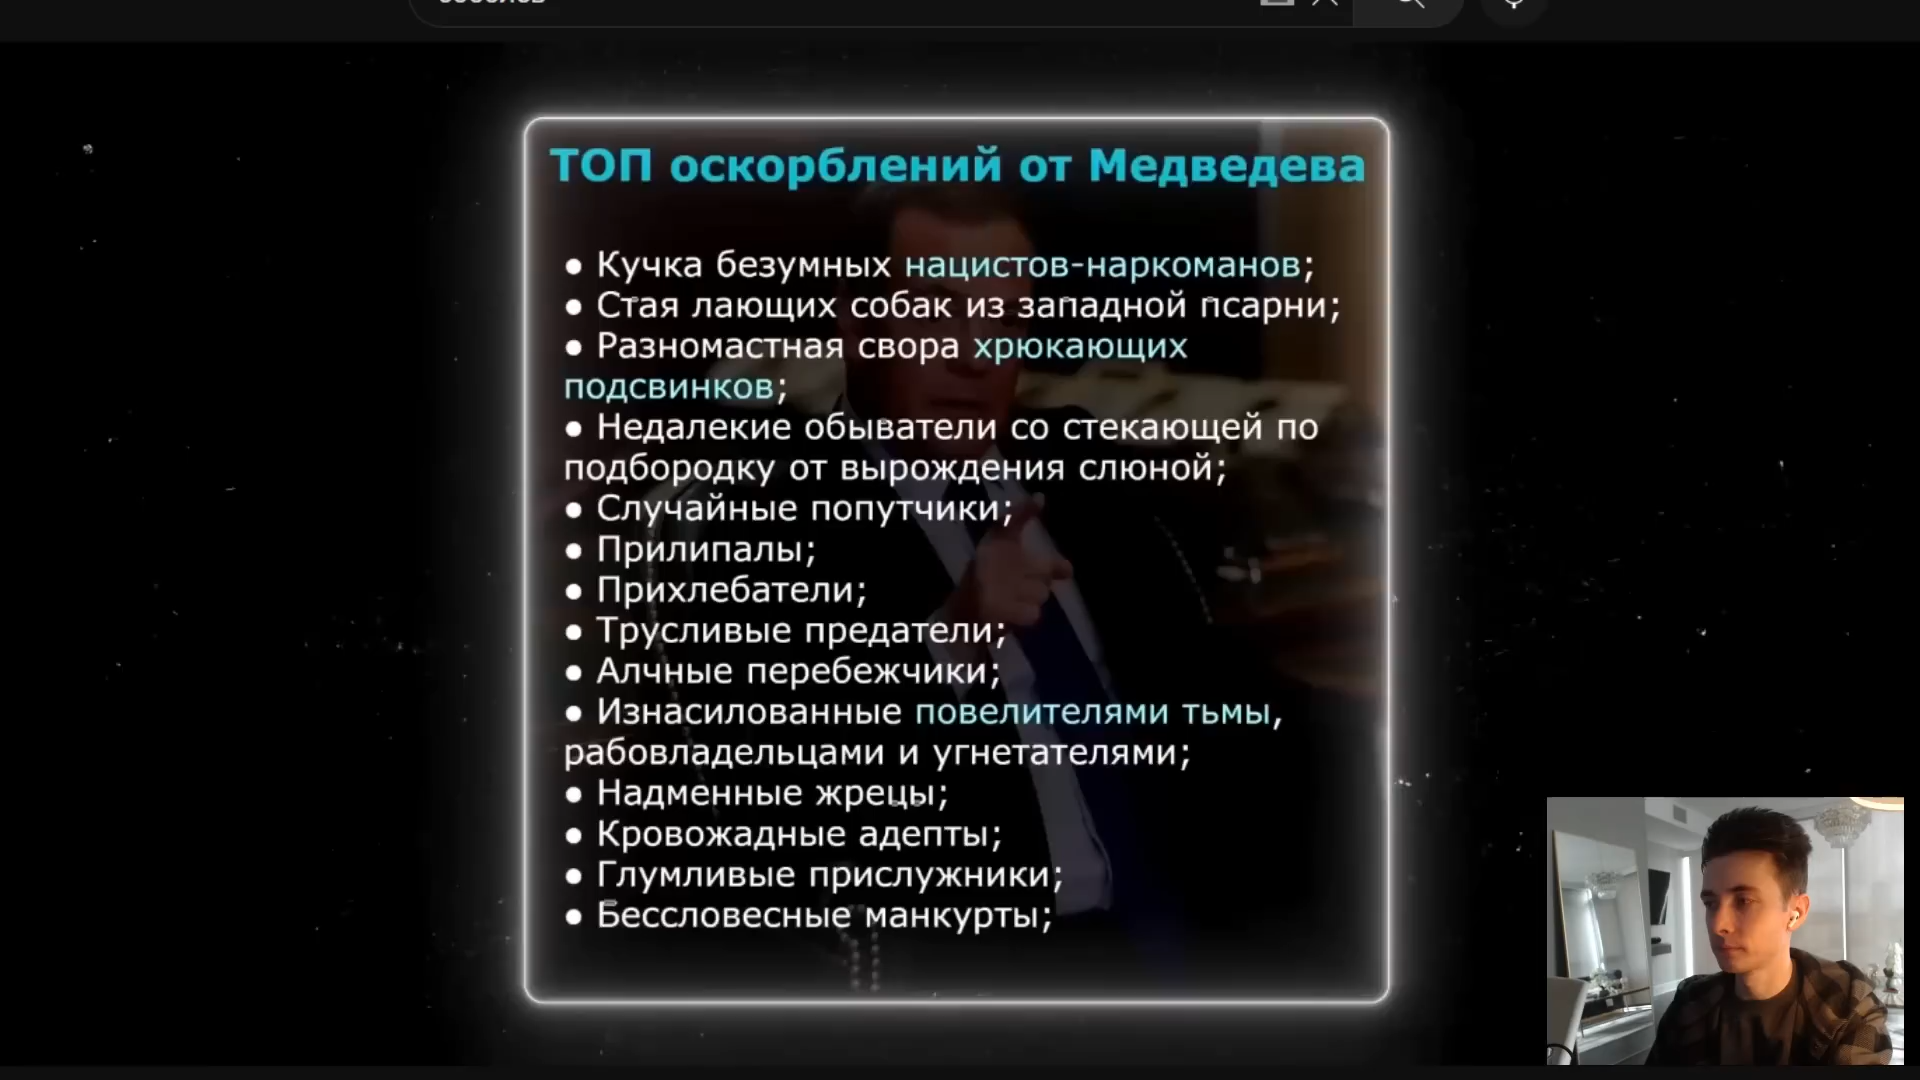 ТОП оскорблений от Медведева
● Кучка безумных нацистов-наркоманов;
● Стая лающих собак из западной псарни;
● Разномастная свора хрюкающих
подсвинков;
● Недалекие обыватели со стекающей по
подбородку от вырождения слюной;
● Случайные попутчики;
● Прилипалы;
● Прихлебатели;
● Трусливые предатели;
● Алчные перебежчики;
● Изнасилованные повелителями тьмы,
рабовладельцами и угнетателями;
● Надменные жрецы;
● Кровожадные адепты;
● Глумливые прислужники;
● Бессловесные манкурты;